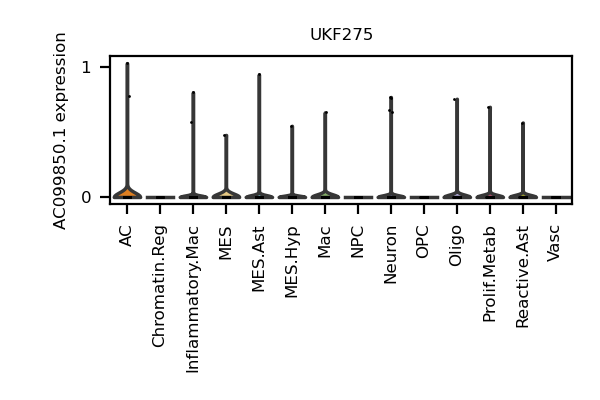 UKF275
AC099850.1 expression
1
0
AC
Chromatin.Reg
Inflammatory.Mac
MES
MES.Ast
MES.Hyp
Mac
NPC
Neuron
OPC
Oligo
Prolif.Metab
Reactive.Ast
Vasc